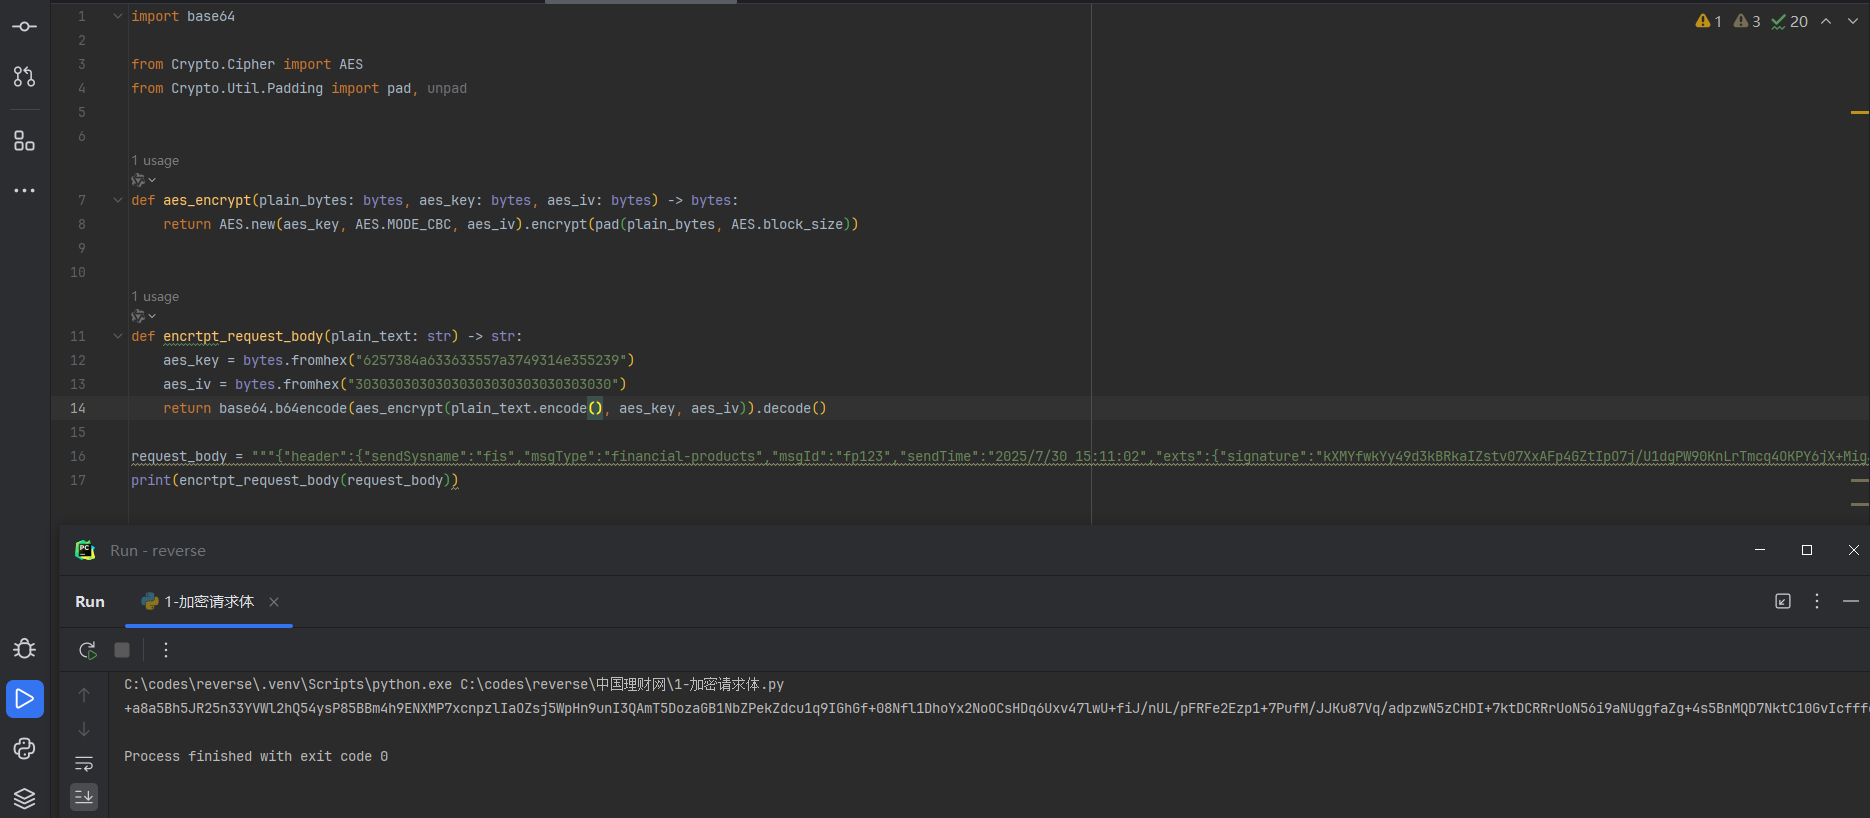 1 import base64
2
3 from Crypto.Cipher import AES
4 from Crypto.Util.Padding import pad, unpad
5
6
1 usage
7 def aes_encrypt(plain_bytes: bytes, aes_key: bytes, aes_iv: bytes) -> bytes:
8 return AES.new(aes_key, AES.MODE_CBC, aes_iv).encrypt(pad(plain_bytes, AES.block_size))
9
10
1 usage
11 def encrtpt_request_body(plain_text: str) -> str:
12 aes_key = bytes.fromhex("6257384a633633557a3749314e355239")
13 aes_iv = bytes.fromhex("30303030303030303030303030303030")
14 return base64.b64encode(aes_encrypt(plain_text.encode(), aes_key, aes_iv)).decode()
15
16 request_body = """{"header":{"sendSysname":"fis","msgType":"financial-products","msgId":"fp123","sendTime":"2025/7/30 15:11:02","exts":{"signature":"kXMYfwkYy49d3kBRkaIZstv07XxAFp4GZtIpO7j/U1dgPW90KnLrTmcq4OKPY6jX+Mig
17 print(encrtpt_request_body(request_body))
1 3 20
Run - reverse
Run 1-加密请求体
C:\codes\reverse\.venv\Scripts\python.exe C:\codes\reverse\中国理财网\1-加密请求体.py
+a8a5Bh5JR25n33YVWl2hQ54ysP85BBm4h9ENXMP7xcnpzlIaOZsj5WpHn9unI3QAmT5DozaGB1NbZPekZdcu1q9IGhGf+08Nfl1DhoYx2NoOCsHDq6Uxv47lwU+fiJ/nUL/pFRFe2Ezp1+7PufM/JJKu87Vq/adpzwN5zCHDI+7ktDCRRrUoN56i9aNUggfaZg+4s5BnMQD7NktC10GvIcfff
Process finished with exit code 0